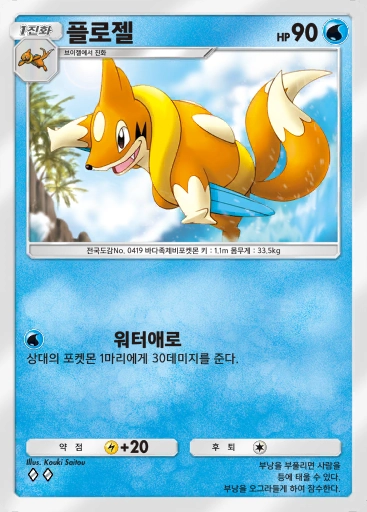 1진화
플로젤
HP 90
브이젤에서 진화
전국도감No. 0419 바다족제비포켓몬 키 : 1.1m 몸무게 : 33.5kg
워터애로
상대의 포켓몬 1마리에게 30데미지를 준다.
약 점 +20
후 퇴
Illus. Kouki Saitou
부낭을 부풀리면 사람을
등에 태울 수 있다.
부낭을 오그라들게 하여 잠수한다.